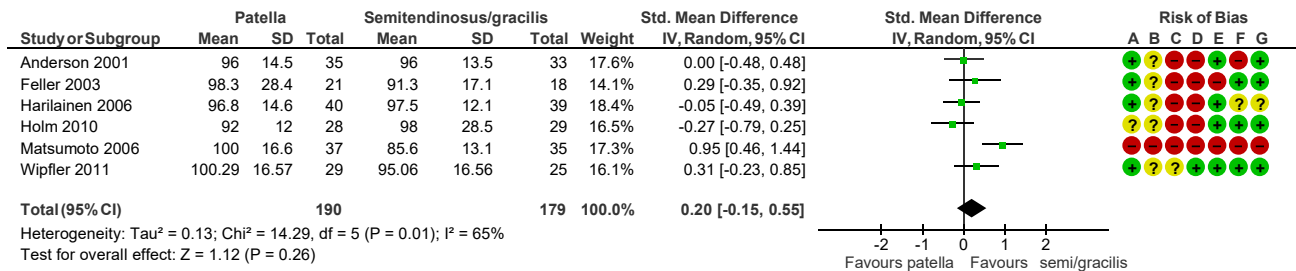 Patella Semitendinosus/gracilis Std. Mean Difference Std. Mean Difference Risk of Bias
Study or Subgroup Mean SD Total Mean SD Total Weight IV, Random, 95% CI IV, Random, 95% CI A B C D E F G
Anderson 2001 96 14.5 35 96 13.5 33 17.6% 0.00 [-0.48, 0.48] + ? − − + − +
Feller 2003 98.3 28.4 21 91.3 17.1 18 14.1% 0.29 [-0.35, 0.92] + ? − − − + +
Harilainen 2006 96.8 14.6 40 97.5 12.1 39 18.4% -0.05 [-0.49, 0.39] + ? − − + ? ?
Holm 2010 92 12 28 98 28.5 29 16.5% -0.27 [-0.79, 0.25] ? ? − − + + +
Matsumoto 2006 100 16.6 37 85.6 13.1 35 17.3% 0.95 [0.46, 1.44] − − − − − − −
Wipfler 2011 100.29 16.57 29 95.06 16.56 25 16.1% 0.31 [-0.23, 0.85] + ? ? + + + +
Total (95% CI) 190 179 100.0% 0.20 [-0.15, 0.55]
Heterogeneity: Tau² = 0.13; Chi² = 14.29, df = 5 (P = 0.01); I² = 65%
Test for overall effect: Z = 1.12 (P = 0.26)
-2 -1 0 1 2
Favours patella Favours semi/gracilis